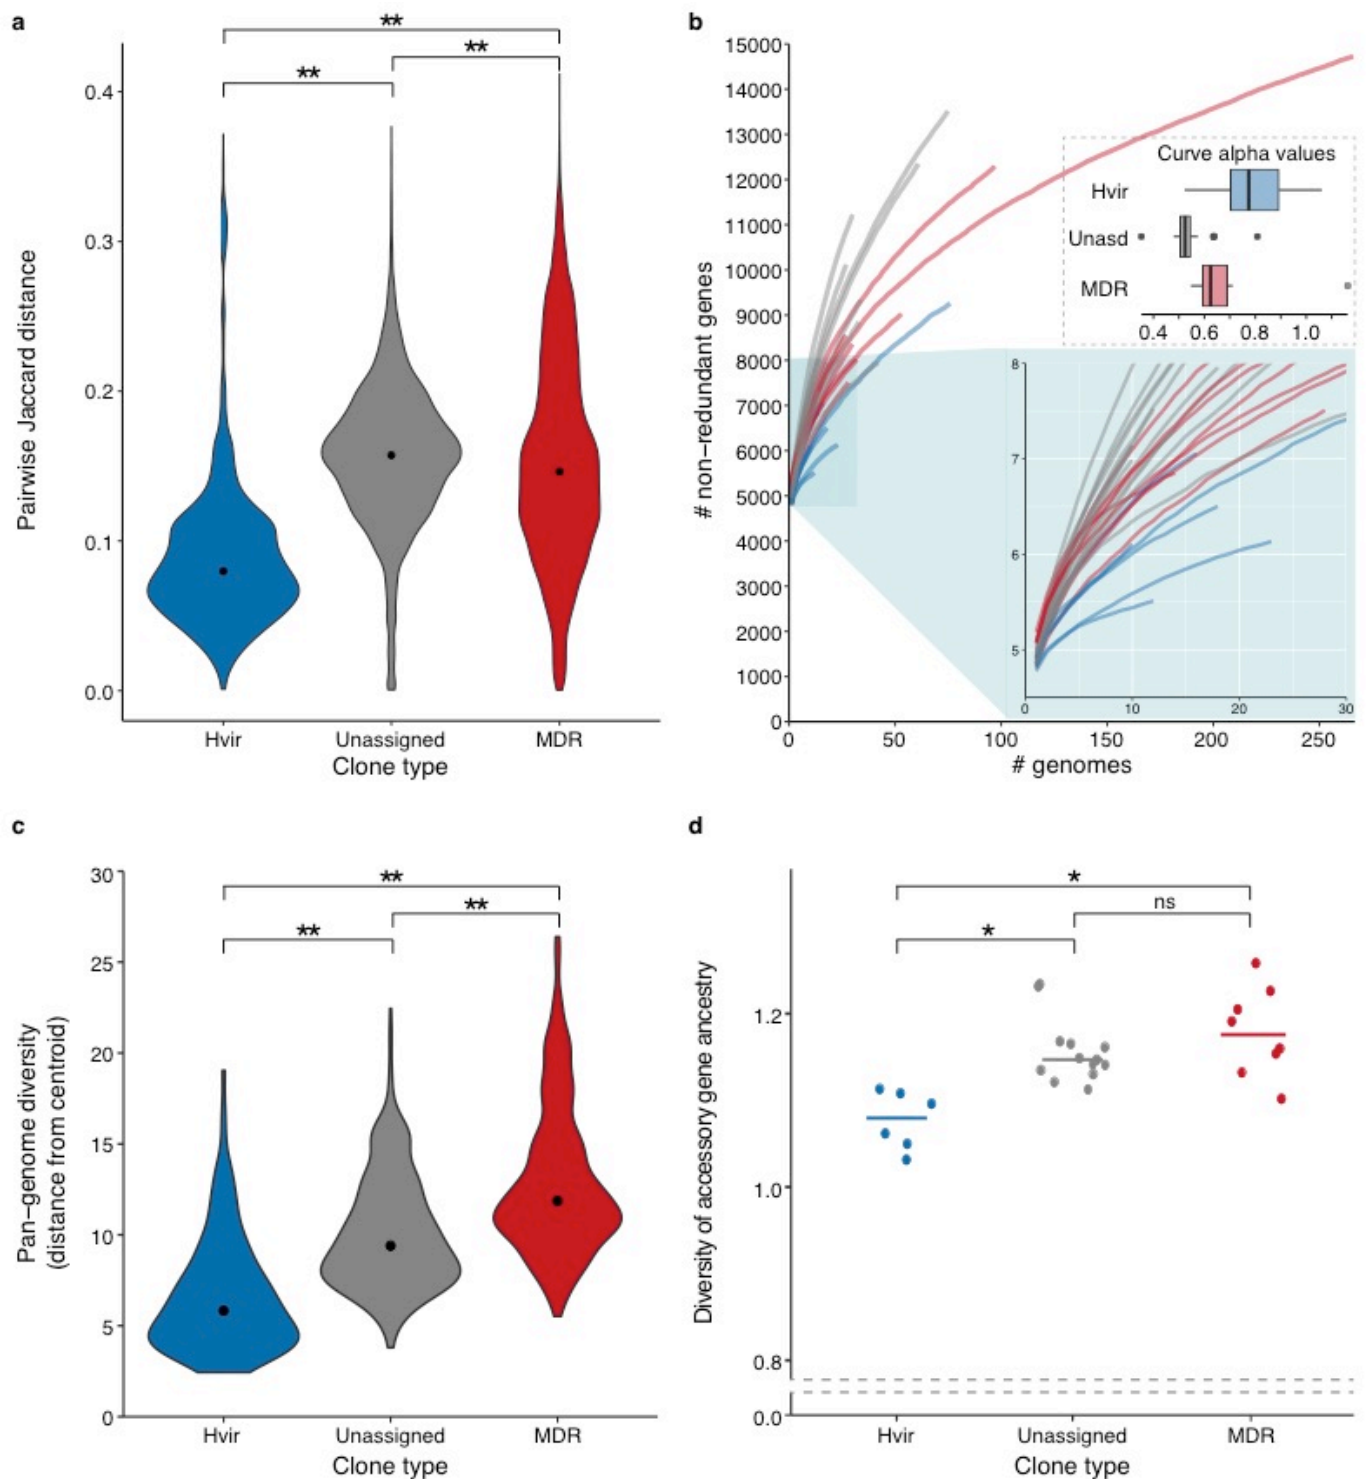 a
**
**
**
0.4
0.3
0.2
0.1
0.0
Pairwise Jaccard distance
Hvir
Unassigned
MDR
Clone type
b
15000
14000
13000
12000
11000
10000
9000
8000
7000
6000
5000
4000
3000
2000
1000
0
# non-redundant genes
0
50
100
150
200
250
# genomes
Curve alpha values
Hvir
Unasd
MDR
0.4
0.6
0.8
1.0
8
7
6
5
0
10
20
30
c
**
**
**
30
25
20
15
10
5
0
Pan-genome diversity
(distance from centroid)
Hvir
Unassigned
MDR
Clone type
d
*
ns
*
1.2
1.0
0.8
0.0
Diversity of accessory gene ancestry
Hvir
Unassigned
MDR
Clone type